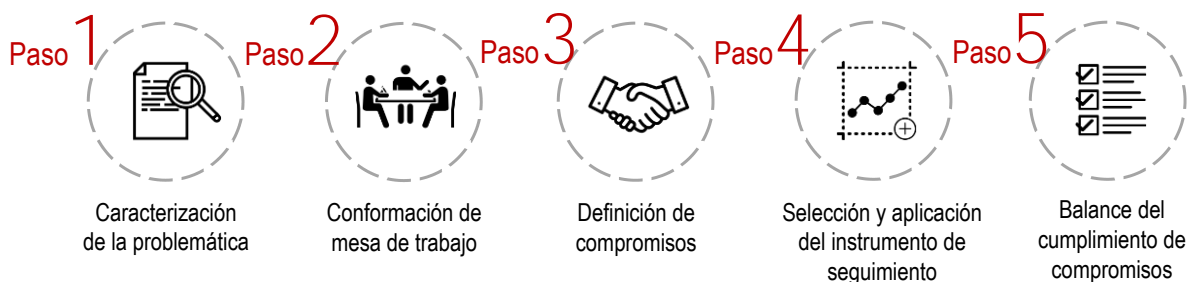 Paso 1
Caracterización
de la problemática
Paso 2
Conformación de
mesa de trabajo
Paso 3
Definición de
compromisos
Paso 4
Selección y aplicación
del instrumento de
seguimiento
Paso 5
Balance del
cumplimiento de
compromisos